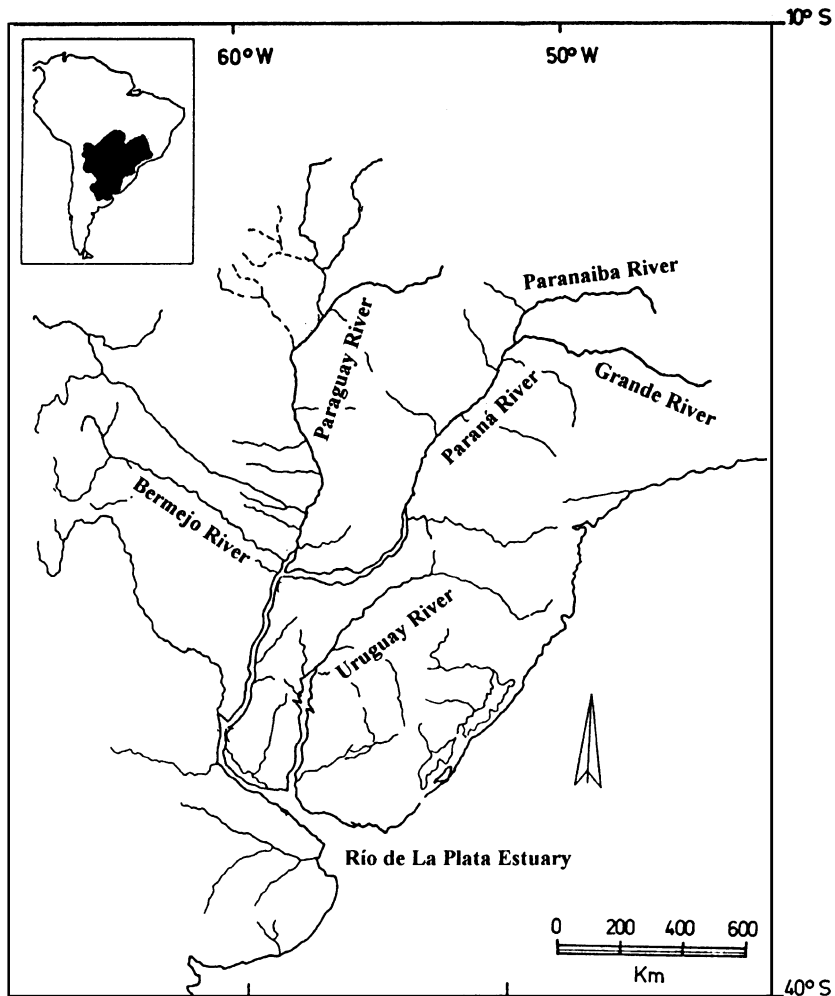 10° S
60° W
50° W
Paranaiba River
Paraguay River
Grande River
Paraná River
Bermejo River
Uruguay River
Río de La Plata Estuary
0 200 400 600
Km
40° S